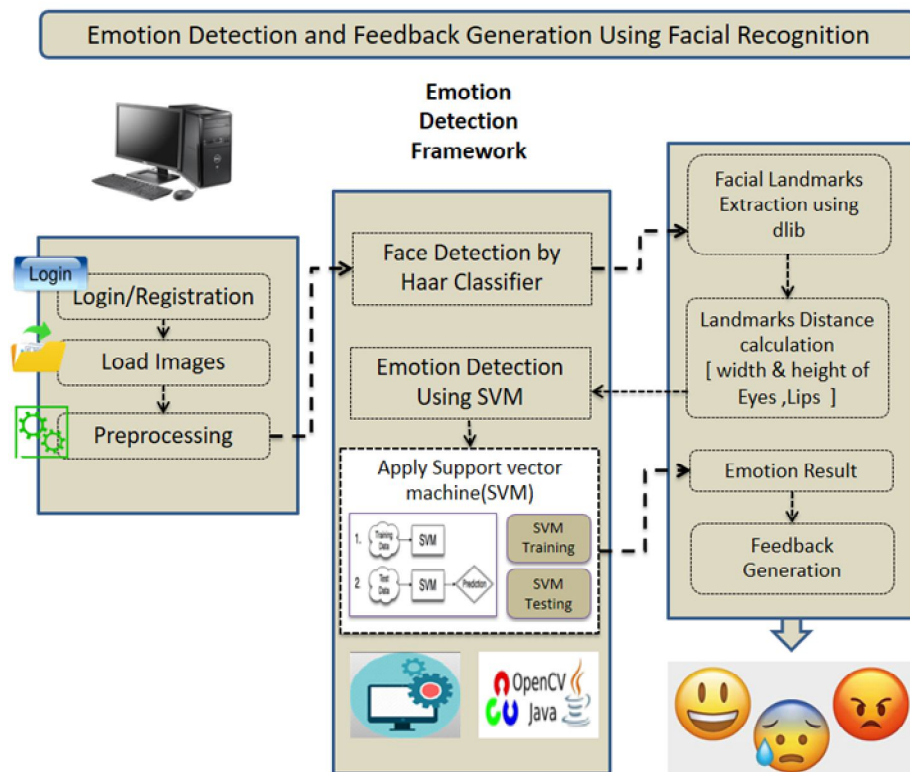 Emotion Detection and Feedback Generation Using Facial Recognition
Emotion
Detection
Framework
Login
Login/Registration
Load Images
Preprocessing
Face Detection by
Haar Classifier
Facial Landmarks
Extraction using
dlib
Landmarks Distance
calculation
[ width & height of
Eyes ,Lips ]
Emotion Detection
Using SVM
Apply Support vector
machine(SVM)
1.
Training
Data
SVM
2.
Test
Data
SVM
Prediction
SVM
Training
SVM
Testing
Emotion Result
Feedback
Generation
OpenCV
Java